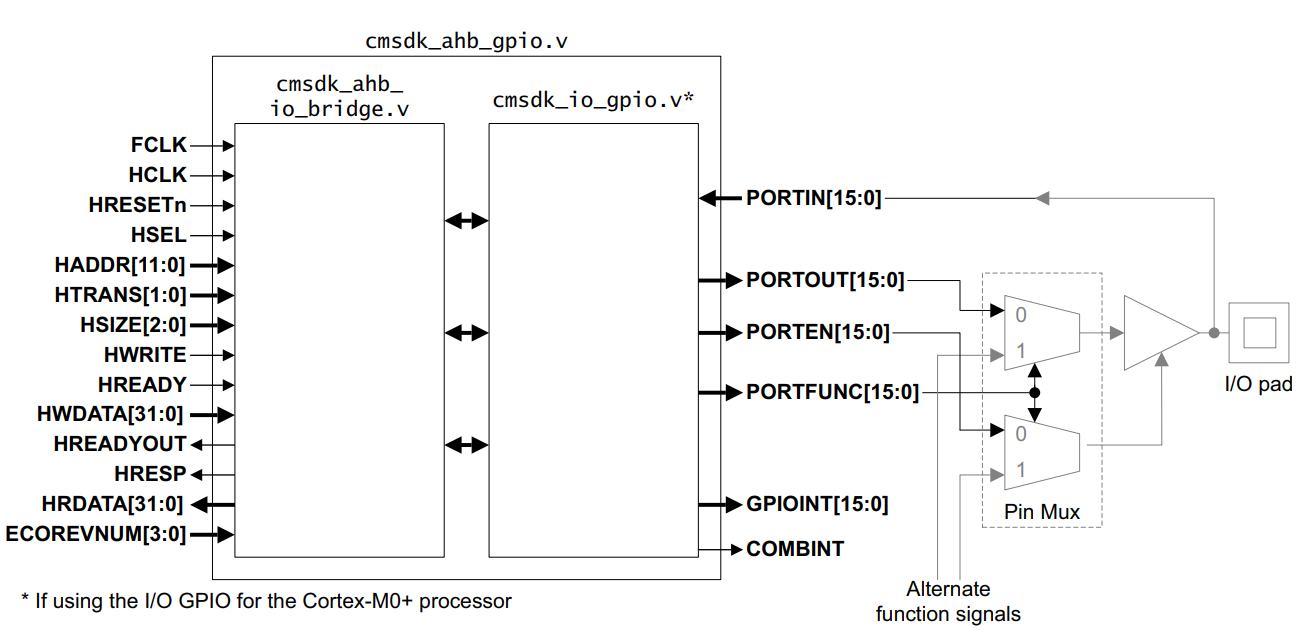 cmsdk_ahb_gpio.v
cmsdk_ahb_
io_bridge.v
cmsdk_io_gpio.v*
FCLK
HCLK
HRESETn
HSEL
HADDR[11:0]
HTRANS[1:0]
HSIZE[2:0]
HWRITE
HREADY
HWDATA[31:0]
HREADYOUT
HRESP
HRDATA[31:0]
ECOREVNUM[3:0]
PORTIN[15:0]
PORTOUT[15:0]
PORTEN[15:0]
PORTFUNC[15:0]
GPIOINT[15:0]
COMBINT
0
1
0
1
Pin Mux
I/O pad
Alternate
function signals
* If using the I/O GPIO for the Cortex-M0+ processor